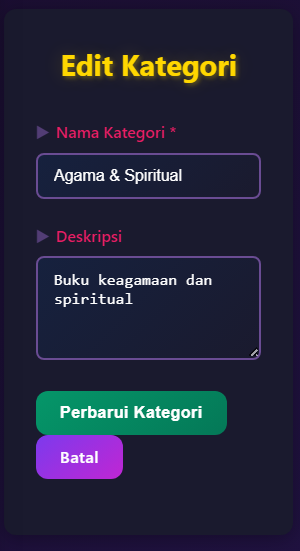 Edit Kategori
▶ Nama Kategori *
Agama & Spiritual
▶ Deskripsi
Buku keagamaan dan
spiritual
Perbarui Kategori
Batal